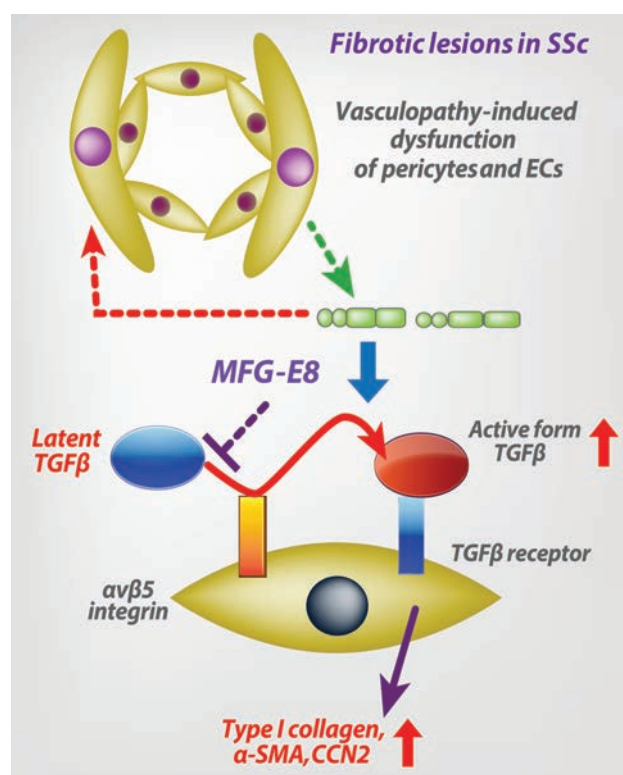 Fibrotic lesions in SSc
Vasculopathy-induced
dysfunction
of pericytes and ECs
MFG-E8
Latent
TGFβ
Active form
TGFβ
TGFβ receptor
αvβ5
integrin
Type I collagen,
α-SMA,CCN2